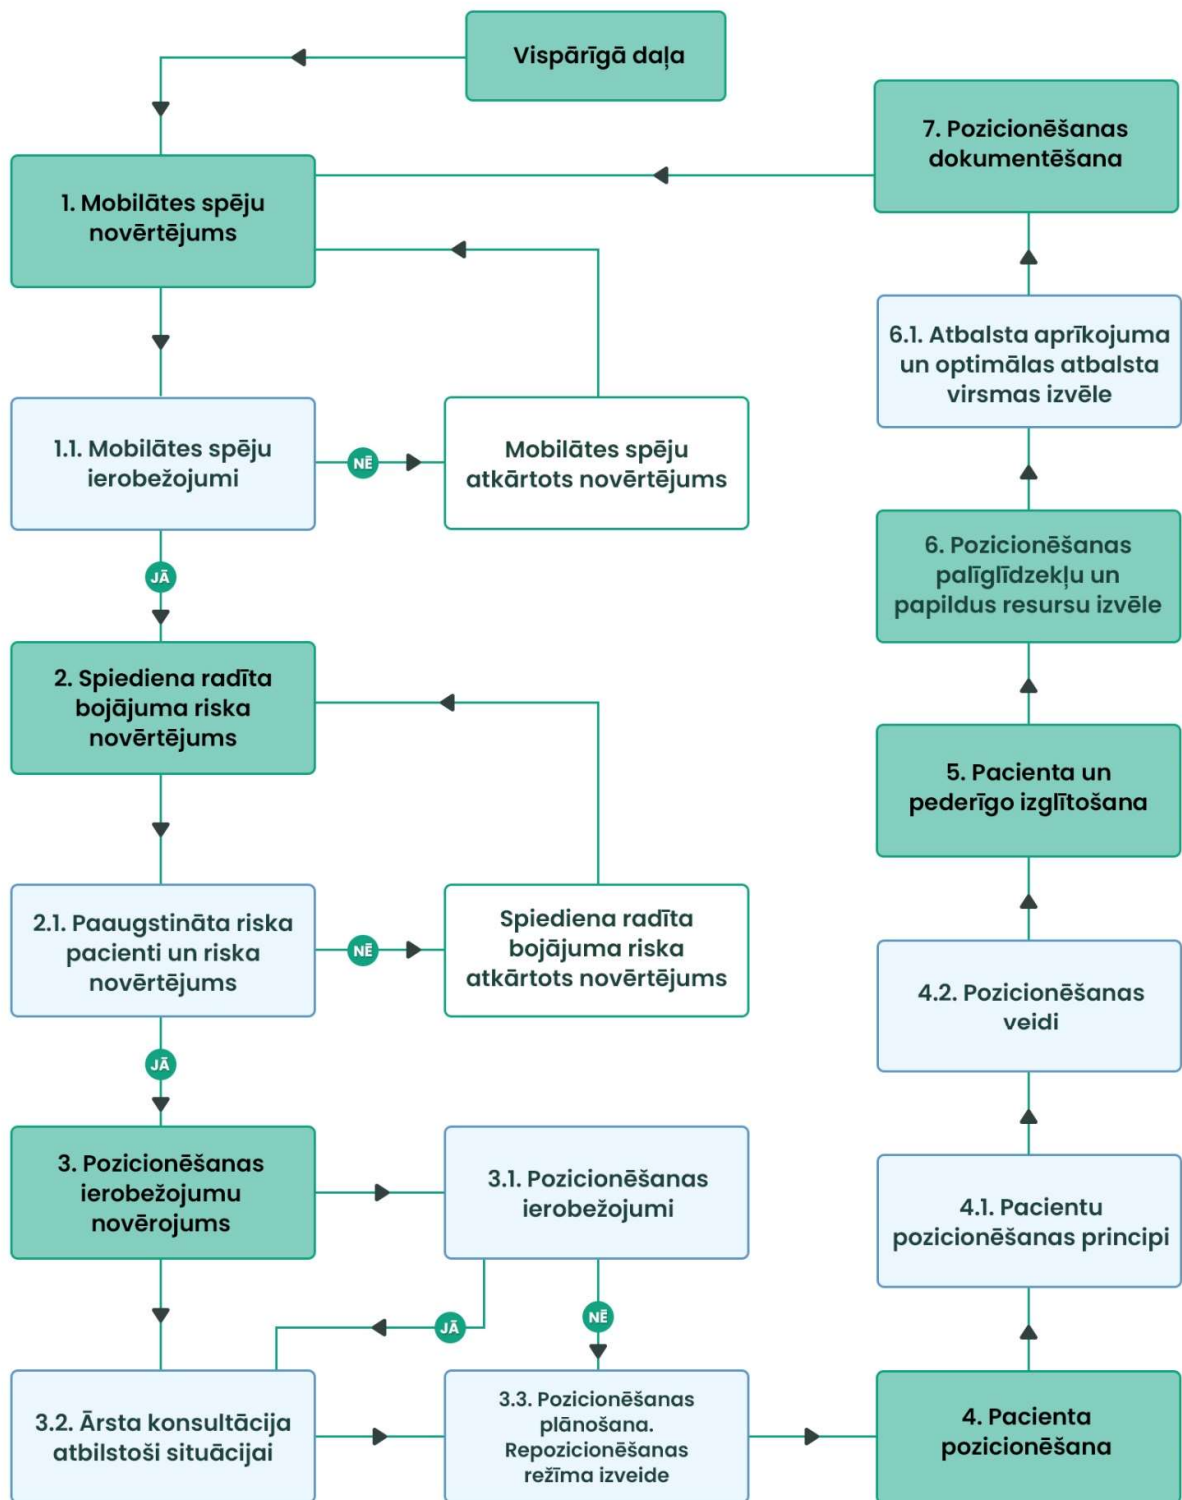 Vispārīgā daļa
1. Mobilātes spēju
novērtējums
1.1. Mobilātes spēju
ierobežojumi
NĒ
Mobilātes spēju
atkārtots novērtējums
JĀ
2. Spiediena radīta
bojājuma riska
novērtējums
2.1. Paaugstināta riska
pacienti un riska
novērtējums
NĒ
Spiediena radīta
bojājuma riska
atkārtots novērtējums
JĀ
3. Pozicionēšanas
ierobežojumu
novērojums
3.1. Pozicionēšanas
ierobežojumi
JĀ
NĒ
3.2. Ārsta konsultācija
atbilstoši situācijai
3.3. Pozicionēšanas
plānošana.
Repozicionēšanas
režīma izveide
4. Pacienta
pozicionēšana
4.1. Pacientu
pozicionēšanas principi
4.2. Pozicionēšanas
veidi
5. Pacienta un
pederīgo izglītošana
6. Pozicionēšanas
palīglīdzekļu un
papildus resursu izvēle
6.1. Atbalsta aprīkojuma
un optimālas atbalsta
virsmas izvēle
7. Pozicionēšanas
dokumentēšana